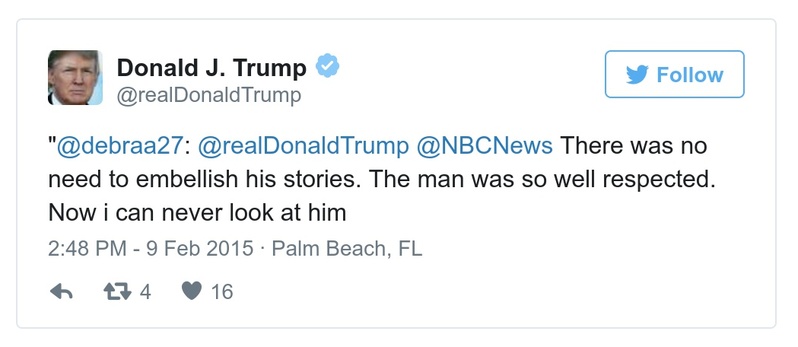 Donald J. Trump
@realDonaldTrump
Follow
"@debraa27: @realDonaldTrump @NBCNews There was no
need to embellish his stories. The man was so well respected.
Now i can never look at him
2:48 PM - 9 Feb 2015 · Palm Beach, FL
4 16